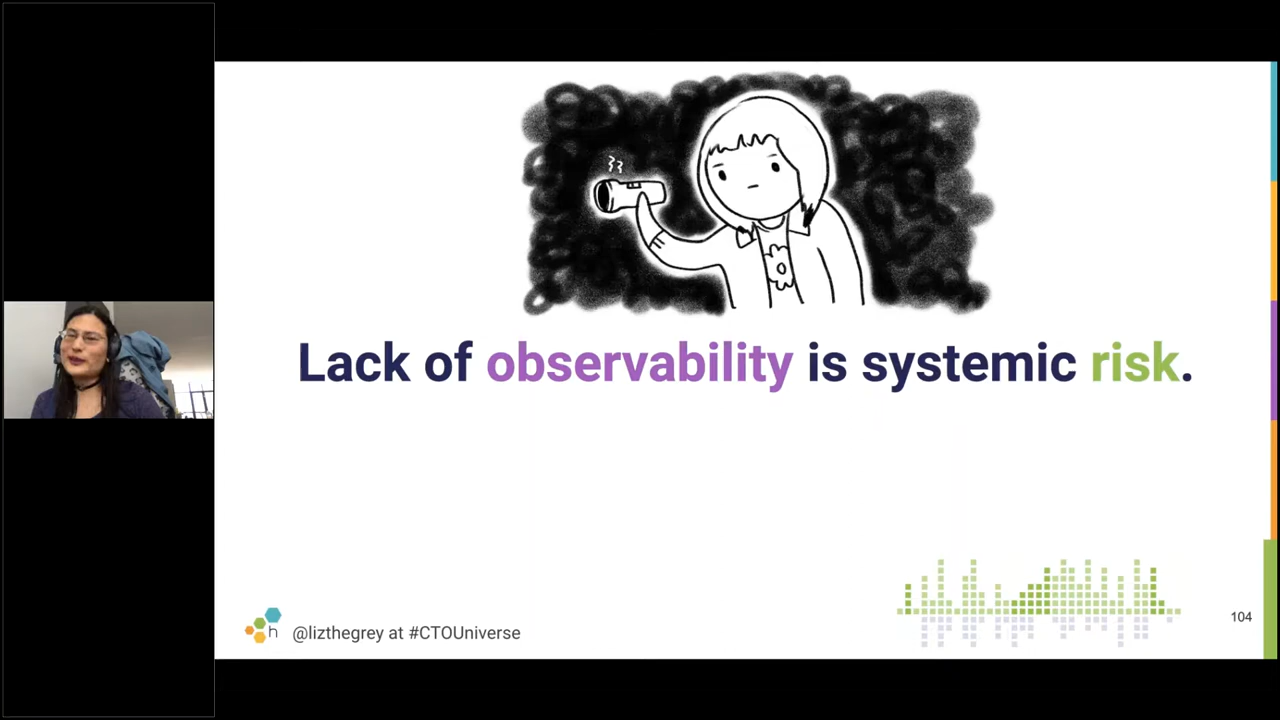 Lack of observability is systemic risk.
h
@lizthegrey at #CTOUniverse
104